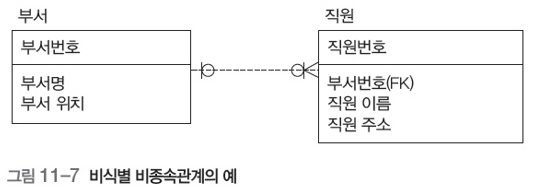 부서
부서번호
부서명
부서 위치
직원
직원번호
부서번호(FK)
직원 이름
직원 주소
그림 11-7 비식별 비종속관계의 예